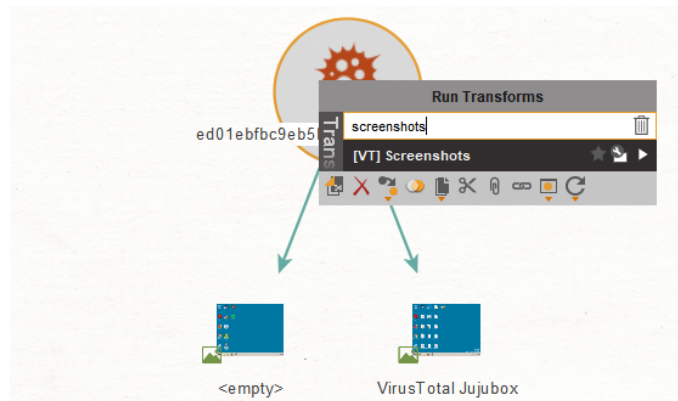 Run Transforms
ed01ebfbc9eb5
Trans
screenshots
[VT] Screenshots
<empty>
VirusTotal Jujubox